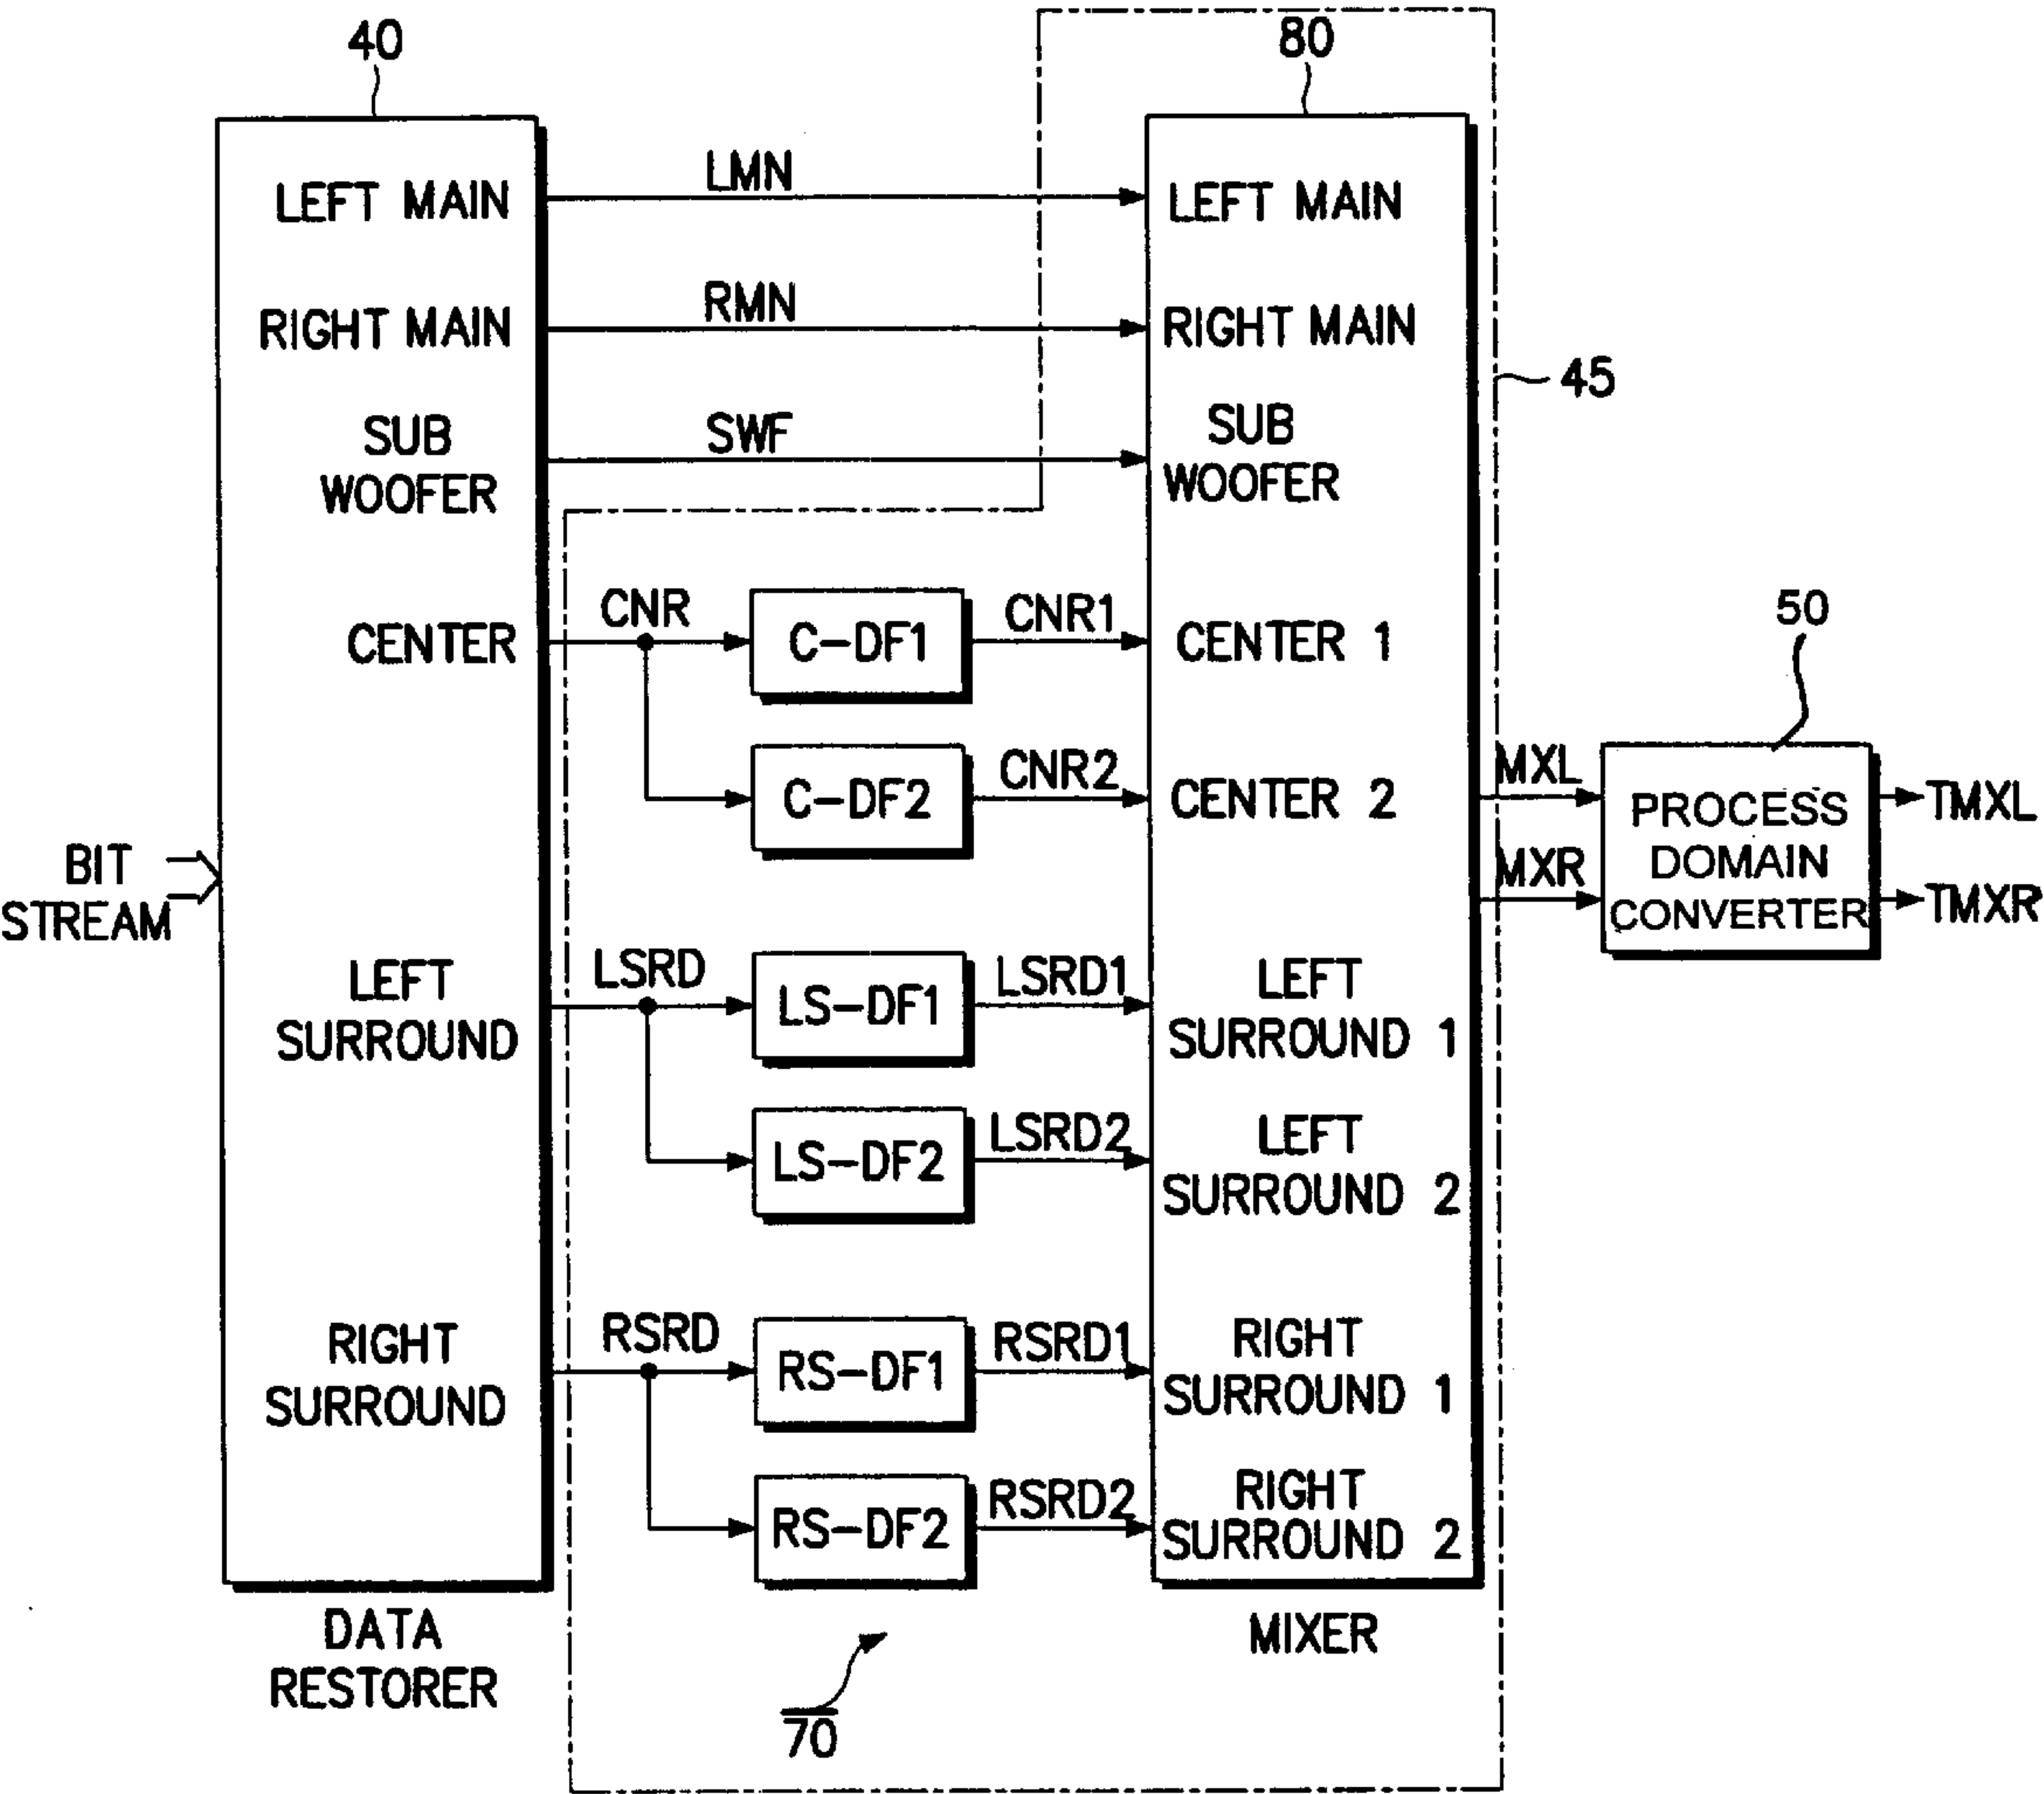 40
80
LEFT MAIN
LMN
LEFT MAIN
RIGHT MAIN
RMN
RIGHT MAIN
45
SUB
WOOFER
SWF
SUB
WOOFER
CENTER
CNR
C-DF1
CNR1
CENTER 1
C-DF2
CNR2
CENTER 2
50
MXL
MXR
PROCESS
DOMAIN
CONVERTER
TMXL
TMXR
BIT
STREAM
LEFT
SURROUND
LSRD
LS-DF1
LSRD1
LEFT
SURROUND 1
LS-DF2
LSRD2
LEFT
SURROUND 2
RIGHT
SURROUND
RSRD
RS-DF1
RSRD1
RIGHT
SURROUND 1
RS-DF2
RSRD2
RIGHT
SURROUND 2
DATA
RESTORER
MIXER
70